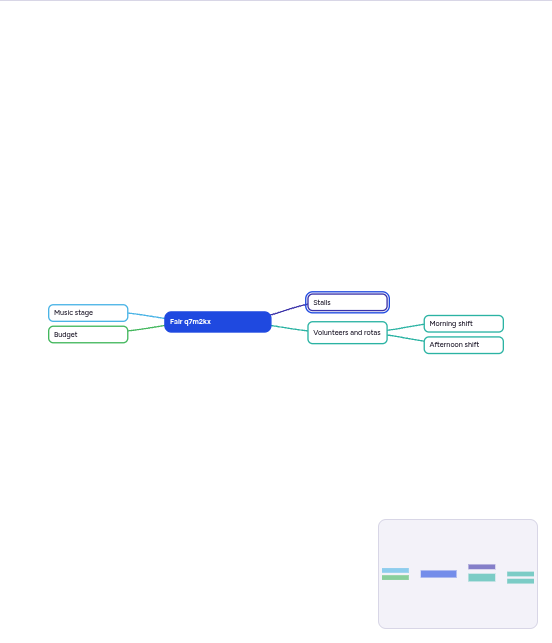 Music stage
Budget
Fair q7m2kx
Stalls
Volunteers and rotas
Morning shift
Afternoon shift